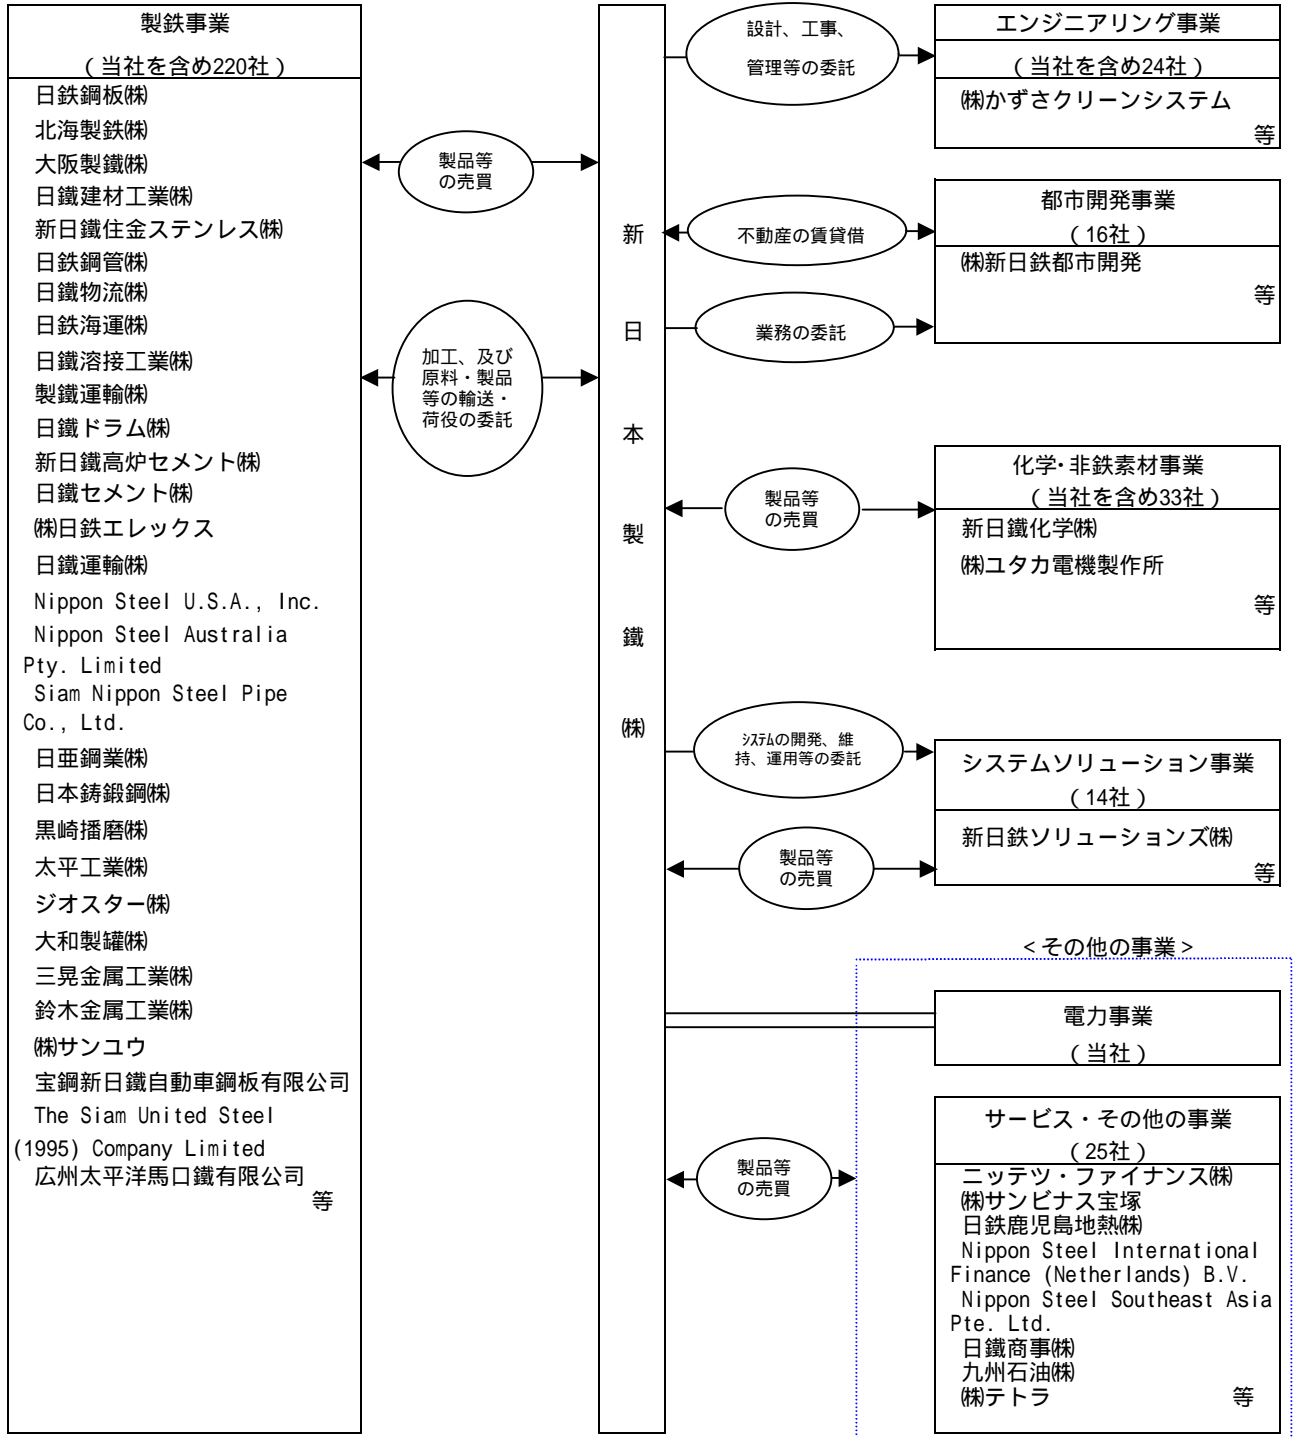 製鉄事業
(当社を含め220社)
日鉄鋼板㈱
北海製鉄㈱
大阪製鐵㈱
日鐵建材工業㈱
新日鐵住金ステンレス㈱
日鉄鋼管㈱
日鐵物流㈱
日鉄海運㈱
日鐵溶接工業㈱
製鐵運輸㈱
日鐵ドラム㈱
新日鐵高炉セメント㈱
日鐵セメント㈱
㈱日鉄エレックス
日鐵運輸㈱
Nippon Steel U.S.A., Inc.
Nippon Steel Australia
Pty. Limited
Siam Nippon Steel Pipe
Co., Ltd.
日亜鋼業㈱
日本鋳鍛鋼㈱
黒崎播磨㈱
太平工業㈱
ジオスター㈱
大和製罐㈱
三晃金属工業㈱
鈴木金属工業㈱
㈱サンユウ
宝鋼新日鐵自動車鋼板有限公司
The Siam United Steel
(1995) Company Limited
広州太平洋馬口鐵有限公司
等
製品等
の売買
加工、及び
原料・製品
等の輸送・
荷役の委託
新
日
本
製
鐵
㈱
設計、工事、
管理等の委託
エンジニアリング事業
(当社を含め24社)
㈱かずさクリーンシステム
等
不動産の賃貸借
業務の委託
都市開発事業
(16社)
㈱新日鉄都市開発
等
製品等
の売買
化学・非鉄素材事業
(当社を含め33社)
新日鐵化学㈱
㈱ユタカ電機製作所
等
ｼｽﾃﾑの開発、維
持、運用等の委託
製品等
の売買
システムソリューション事業
(14社)
新日鉄ソリューションズ㈱
等
<その他の事業>
電力事業
(当社)
製品等
の売買
サービス・その他の事業
(25社)
ニッテツ・ファイナンス㈱
㈱サンビナス宝塚
日鉄鹿児島地熱㈱
Nippon Steel International
Finance (Netherlands) B.V.
Nippon Steel Southeast Asia
Pte. Ltd.
日鐵商事㈱
九州石油㈱
㈱テトラ 等